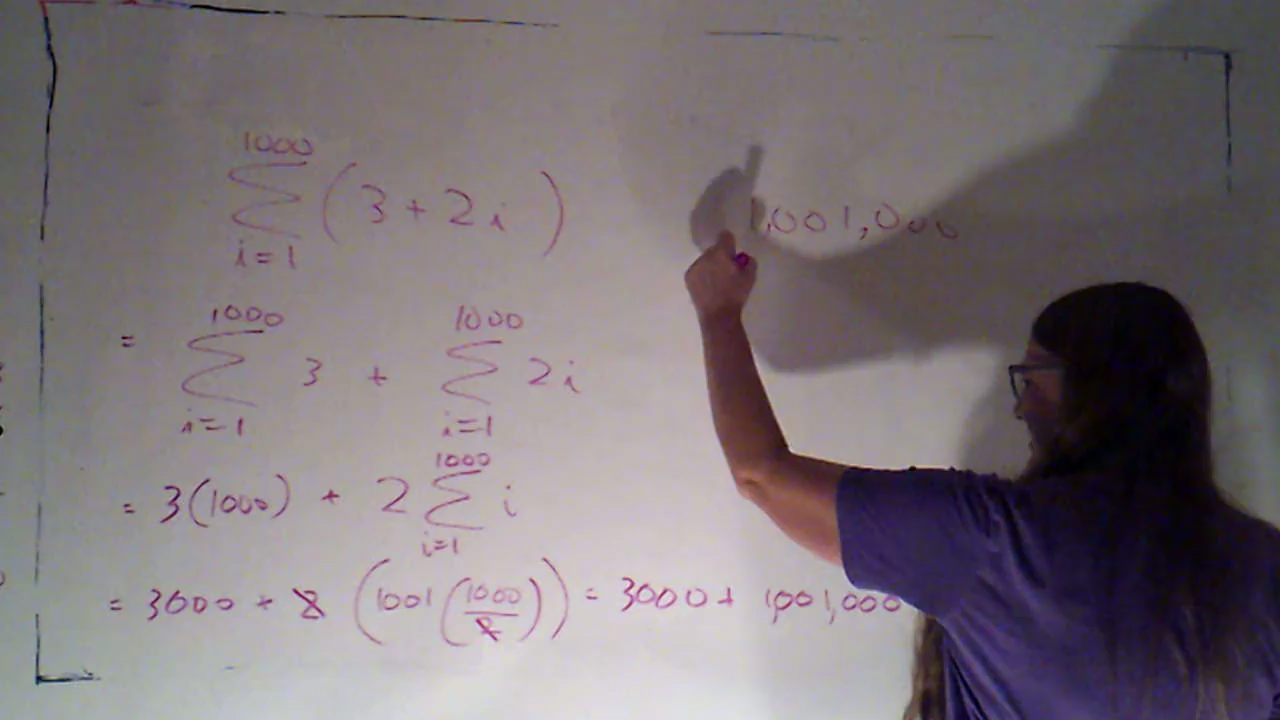 1000
∑ (3 + 2i)
i=1
1,001,000
1000 1000
= ∑ 3 + ∑ 2i
i=1 i=1
1000
= 3(1000) + 2 ∑ i
i=1
= 3000 + 2 (1001 (1000/2)) = 3000 + 1,001,000